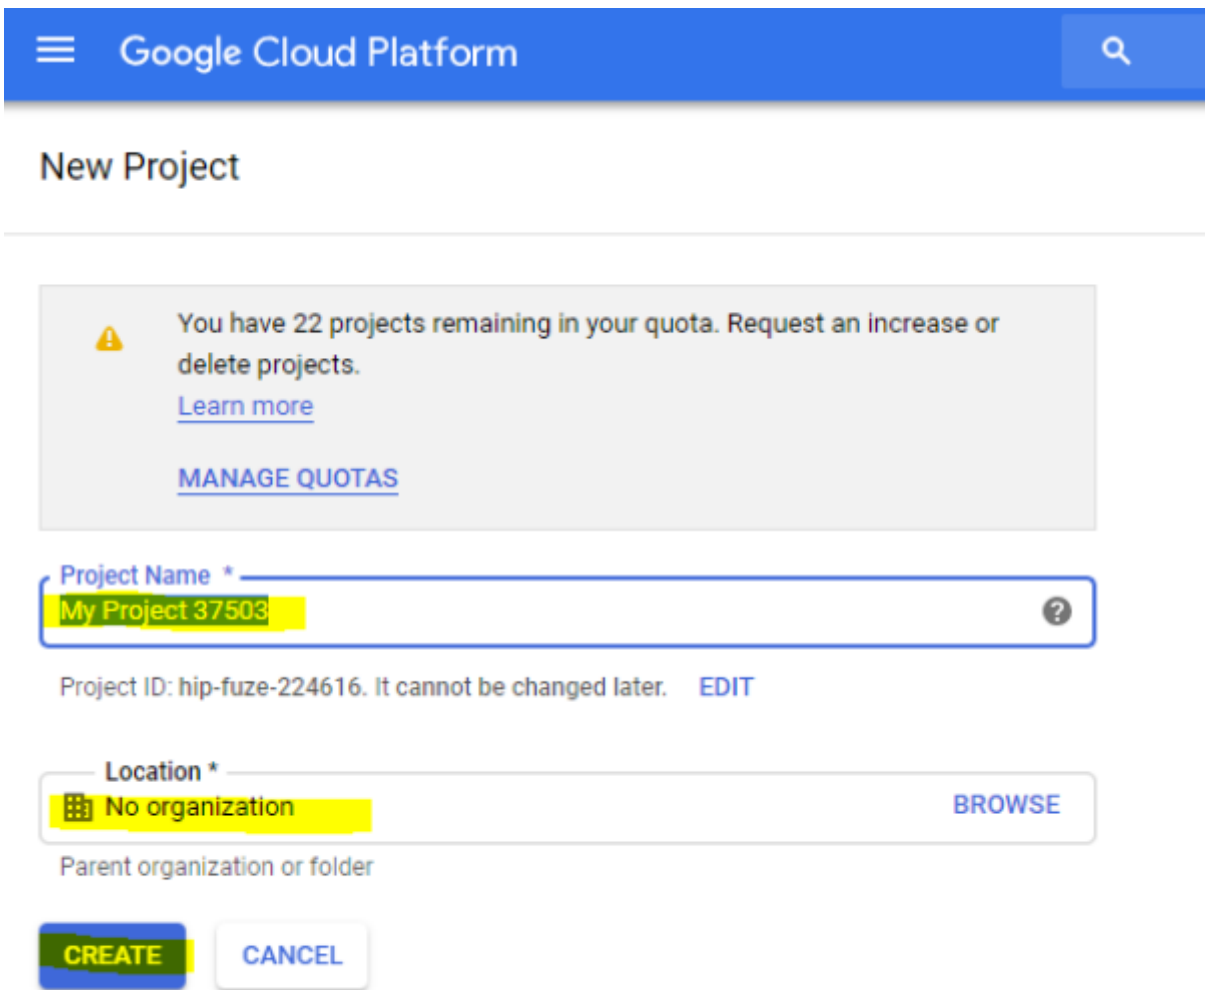 Google Cloud Platform
New Project
You have 22 projects remaining in your quota. Request an increase or
delete projects.
Learn more
MANAGE QUOTAS
Project Name *
My Project 37503
Project ID: hip-fuze-224616. It cannot be changed later. EDIT
Location *
No organization BROWSE
Parent organization or folder
CREATE CANCEL